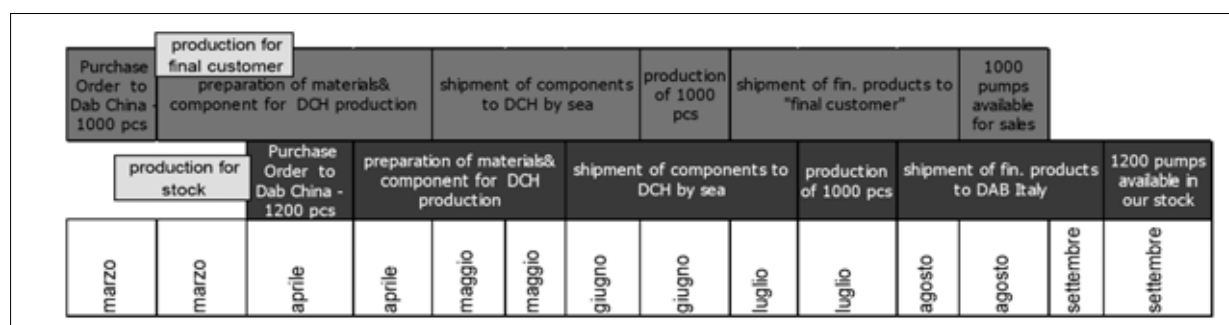 production for
final customer
Purchase
Order to
Dab China -
1000 pcs
preparation of materials&
component for DCH production
shipment of components
to DCH by sea
production
of 1000
pcs
shipment of fin. products to
"final customer"
1000
pumps
available
for sales
production for
stock
Purchase
Order to
Dab China -
1200 pcs
preparation of materials&
component for DCH
production
shipment of components to
DCH by sea
production
of 1000 pcs
shipment of fin. products
to DAB Italy
1200 pumps
available in
our stock
marzo
marzo
aprile
aprile
maggio
maggio
giugno
giugno
luglio
luglio
agosto
agosto
settembre
settembre